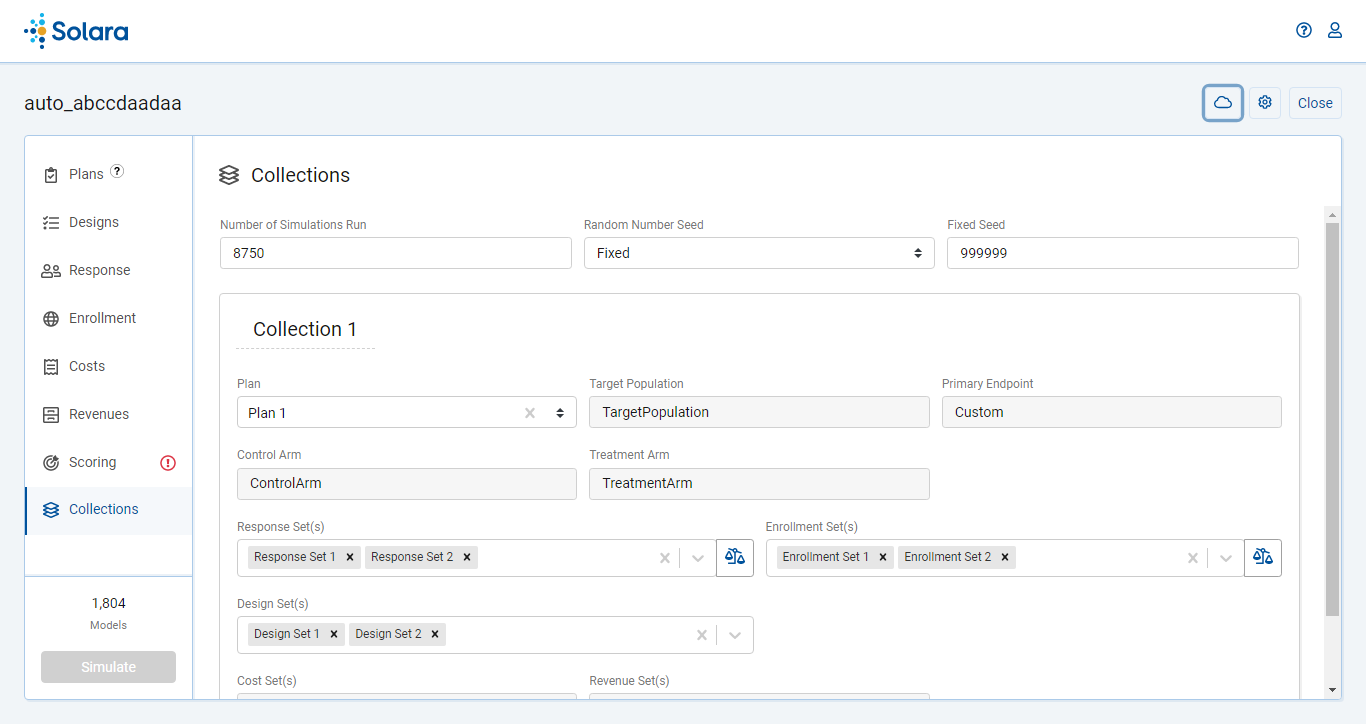 Solara
auto_abccdaadaa
Close
Plans ?
Designs
Response
Enrollment
Costs
Revenues
Scoring
Collections
1,804
Models
Simulate
Collections
Number of Simulations Run Random Number Seed Fixed Seed
8750 Fixed 999999
Collection 1
Plan Target Population Primary Endpoint
Plan 1 TargetPopulation Custom
Control Arm Treatment Arm
ControlArm TreatmentArm
Response Set(s) Enrollment Set(s)
Response Set 1 Response Set 2 Enrollment Set 1 Enrollment Set 2
Design Set(s)
Design Set 1 Design Set 2
Cost Set(s) Revenue Set(s)